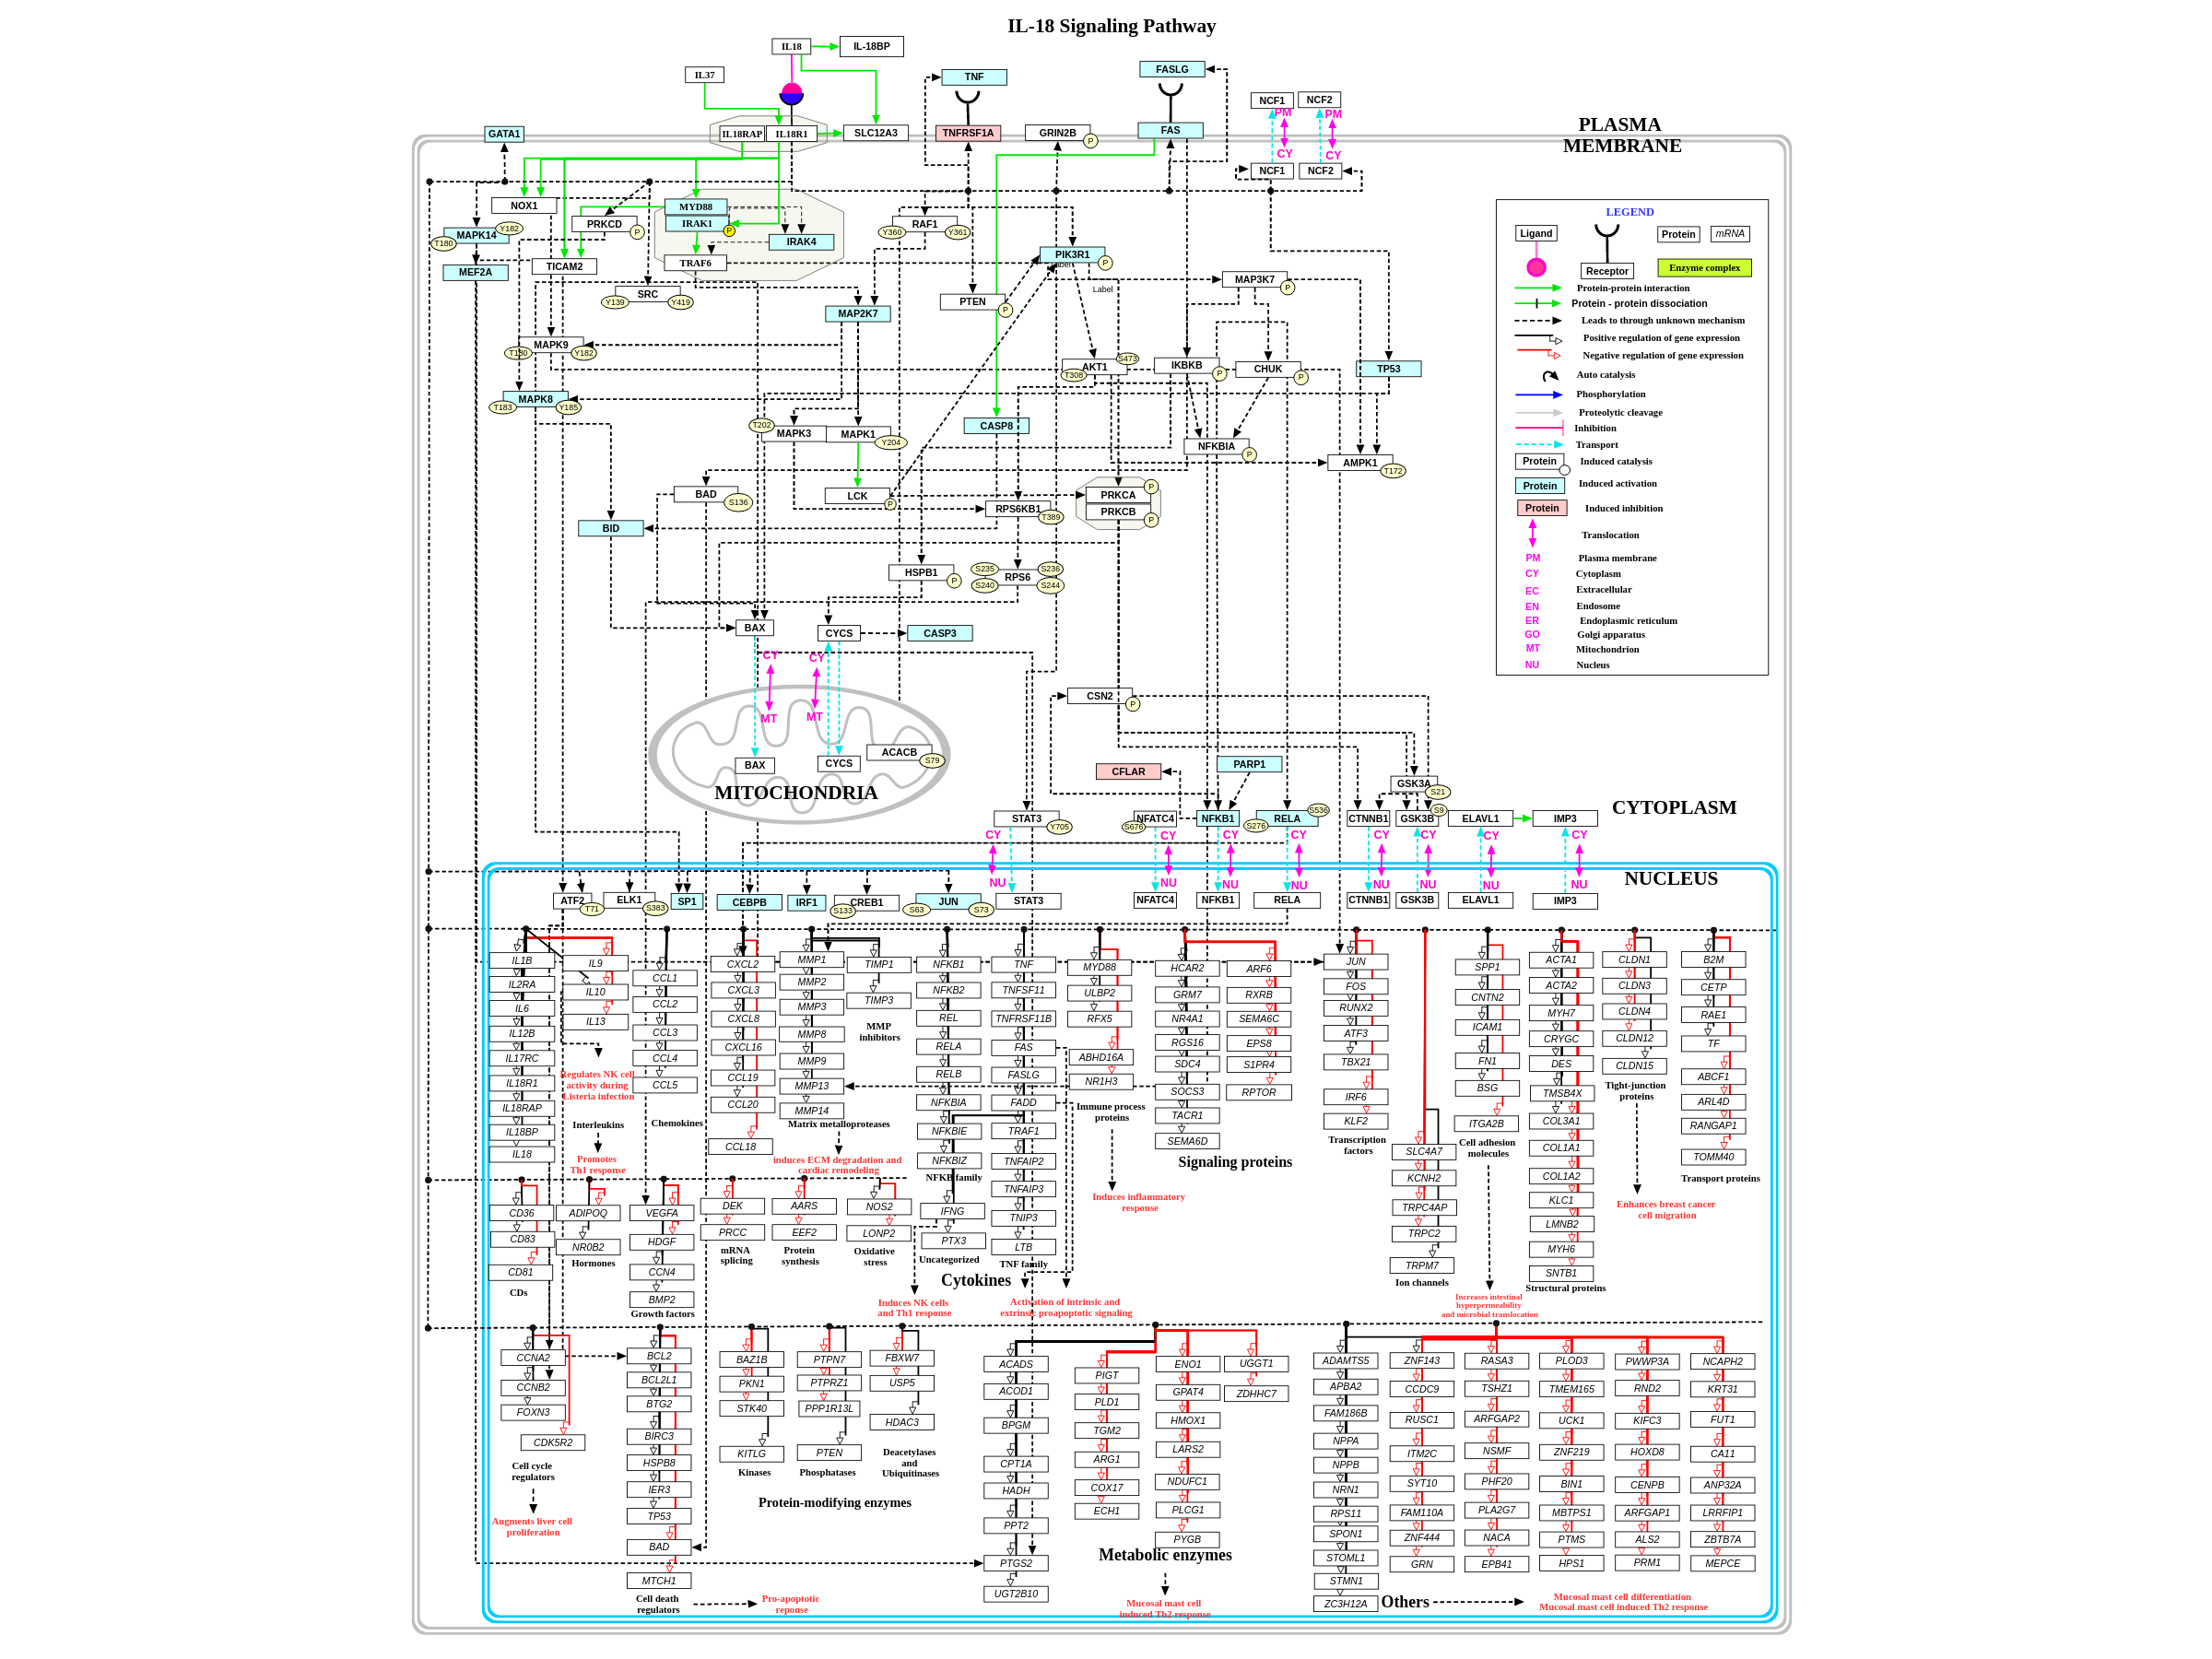 IL-18 Signaling Pathway
IL18
IL-18BP
IL37
TNF
FASLG
NCF1
NCF2
PM
PM
GATA1
IL18RAP
IL18R1
SLC12A3
TNFRSF1A
GRIN2B
P
FAS
CY
CY
NCF1
NCF2
PLASMA
MEMBRANE
NOX1
PRKCD
P
MYD88
IRAK1
P
IRAK4
TRAF6
RAF1
Y360
Y361
MAPK14
T180
Y182
MEF2A
TICAM2
SRC
Y139
Y419
PIK3R1
P
Label
Label
MAP3K7
P
PTEN
P
MAP2K7
MAPK9
T180
Y182
MAPK8
T183
Y185
AKT1
S473
T308
IKBKB
P
CHUK
P
TP53
CASP8
T202
MAPK3
MAPK1
Y204
NFKBIA
P
AMPK1
T172
BAD
S136
LCK
P
RPS6KB1
T389
PRKCA
P
PRKCB
P
BID
HSPB1
P
S235
S236
RPS6
S240
S244
BAX
CYCS
CASP3
CY
CY
MT
MT
CSN2
P
BAX
CYCS
ACACB
S79
MITOCHONDRIA
CFLAR
PARP1
GSK3A
S21
CYTOPLASM
STAT3
Y705
NFATC4
S676
NFKB1
RELA
S536
S276
CTNNB1
GSK3B
S9
ELAVL1
IMP3
CY
CY
CY
CY
CY
CY
CY
CY
NU
NU
NU
NU
NU
NU
NU
NU
NUCLEUS
ATF2
T71
ELK1
S383
SP1
CEBPB
IRF1
CREB1
S133
JUN
S63
S73
STAT3
NFATC4
NFKB1
RELA
CTNNB1
GSK3B
ELAVL1
IMP3
LEGEND
Ligand
Receptor
Protein
mRNA
Enzyme complex
Protein-protein interaction
Protein - protein dissociation
Leads to through unknown mechanism
Positive regulation of gene expression
Negative regulation of gene expression
Auto catalysis
Phosphorylation
Proteolytic cleavage
Inhibition
Transport
Protein
Induced catalysis
Protein
Induced activation
Protein
Induced inhibition
Translocation
PM
Plasma membrane
CY
Cytoplasm
EC
Extracellular
EN
Endosome
ER
Endoplasmic reticulum
GO
Golgi apparatus
MT
Mitochondrion
NU
Nucleus
IL1B
IL2RA
IL6
IL12B
IL17RC
IL18R1
IL18RAP
IL18BP
IL18
IL9
IL10
IL13
Regulates NK cell
activity during
Listeria infection
Interleukins
Promotes
Th1 response
CCL1
CCL2
CCL3
CCL4
CCL5
Chemokines
CXCL2
CXCL3
CXCL8
CXCL16
CCL19
CCL20
CCL18
MMP1
MMP2
MMP3
MMP8
MMP9
MMP13
MMP14
Matrix metalloproteases
induces ECM degradation and
cardiac remodeling
TIMP1
TIMP3
MMP
inhibitors
NFKB1
NFKB2
REL
RELA
RELB
NFKBIA
NFKBIE
NFKBIZ
NFKB family
TNF
TNFSF11
TNFRSF11B
FAS
FASLG
FADD
TRAF1
TNFAIP2
TNFAIP3
TNIP3
LTB
TNF family
MYD88
ULBP2
RFX5
ABHD16A
NR1H3
Immune process
proteins
Induces inflammatory
response
HCAR2
GRM7
NR4A1
RGS16
SDC4
SOCS3
TACR1
SEMA6D
ARF6
RXRB
SEMA6C
EPS8
S1PR4
RPTOR
Signaling proteins
JUN
FOS
RUNX2
ATF3
TBX21
IRF6
KLF2
Transcription
factors
SLC4A7
KCNH2
TRPC4AP
TRPC2
TRPM7
Ion channels
SPP1
CNTN2
ICAM1
FN1
BSG
ITGA2B
Cell adhesion
molecules
Increases intestinal
hyperpermeability
and microbial translocation
ACTA1
ACTA2
MYH7
CRYGC
DES
TMSB4X
COL3A1
COL1A1
COL1A2
KLC1
LMNB2
MYH6
SNTB1
Structural proteins
CLDN1
CLDN3
CLDN4
CLDN12
CLDN15
Tight-junction
proteins
Enhances breast cancer
cell migration
B2M
CETP
RAE1
TF
ABCF1
ARL4D
RANGAP1
TOMM40
Transport proteins
CD36
CD83
CD81
CDs
ADIPOQ
NR0B2
Hormones
VEGFA
HDGF
CCN4
BMP2
Growth factors
DEK
PRCC
mRNA
splicing
AARS
EEF2
Protein
synthesis
NOS2
LONP2
Oxidative
stress
IFNG
PTX3
Uncategorized
Cytokines
Induces NK cells
and Th1 response
Activation of intrinsic and
extrinsic proapoptotic signaling
CCNA2
CCNB2
FOXN3
CDK5R2
Cell cycle
regulators
Augments liver cell
proliferation
BCL2
BCL2L1
BTG2
BIRC3
HSPB8
IER3
TP53
BAD
MTCH1
Cell death
regulators
Pro-apoptotic
reponse
BAZ1B
PKN1
STK40
KITLG
Kinases
PTPN7
PTPRZ1
PPP1R13L
PTEN
Phosphatases
FBXW7
USP5
HDAC3
Deacetylases
and
Ubiquitinases
Protein-modifying enzymes
ACADS
ACOD1
BPGM
CPT1A
HADH
PPT2
PTGS2
UGT2B10
PIGT
PLD1
TGM2
ARG1
COX17
ECH1
ENO1
GPAT4
HMOX1
LARS2
NDUFC1
PLCG1
PYGB
UGGT1
ZDHHC7
Metabolic enzymes
Mucosal mast cell
induced Th2 response
ADAMTS5
APBA2
FAM186B
NPPA
NPPB
NRN1
RPS11
SPON1
STOML1
STMN1
ZC3H12A
ZNF143
CCDC9
RUSC1
ITM2C
SYT10
FAM110A
ZNF444
GRN
RASA3
TSHZ1
ARFGAP2
NSMF
PHF20
PLA2G7
NACA
EPB41
PLOD3
TMEM165
UCK1
ZNF219
BIN1
MBTPS1
PTMS
HPS1
PWWP3A
RND2
KIFC3
HOXD8
CENPB
ARFGAP1
ALS2
PRM1
NCAPH2
KRT31
FUT1
CA11
ANP32A
LRRFIP1
ZBTB7A
MEPCE
Others
Mucosal mast cell differentiation
Mucosal mast cell induced Th2 response